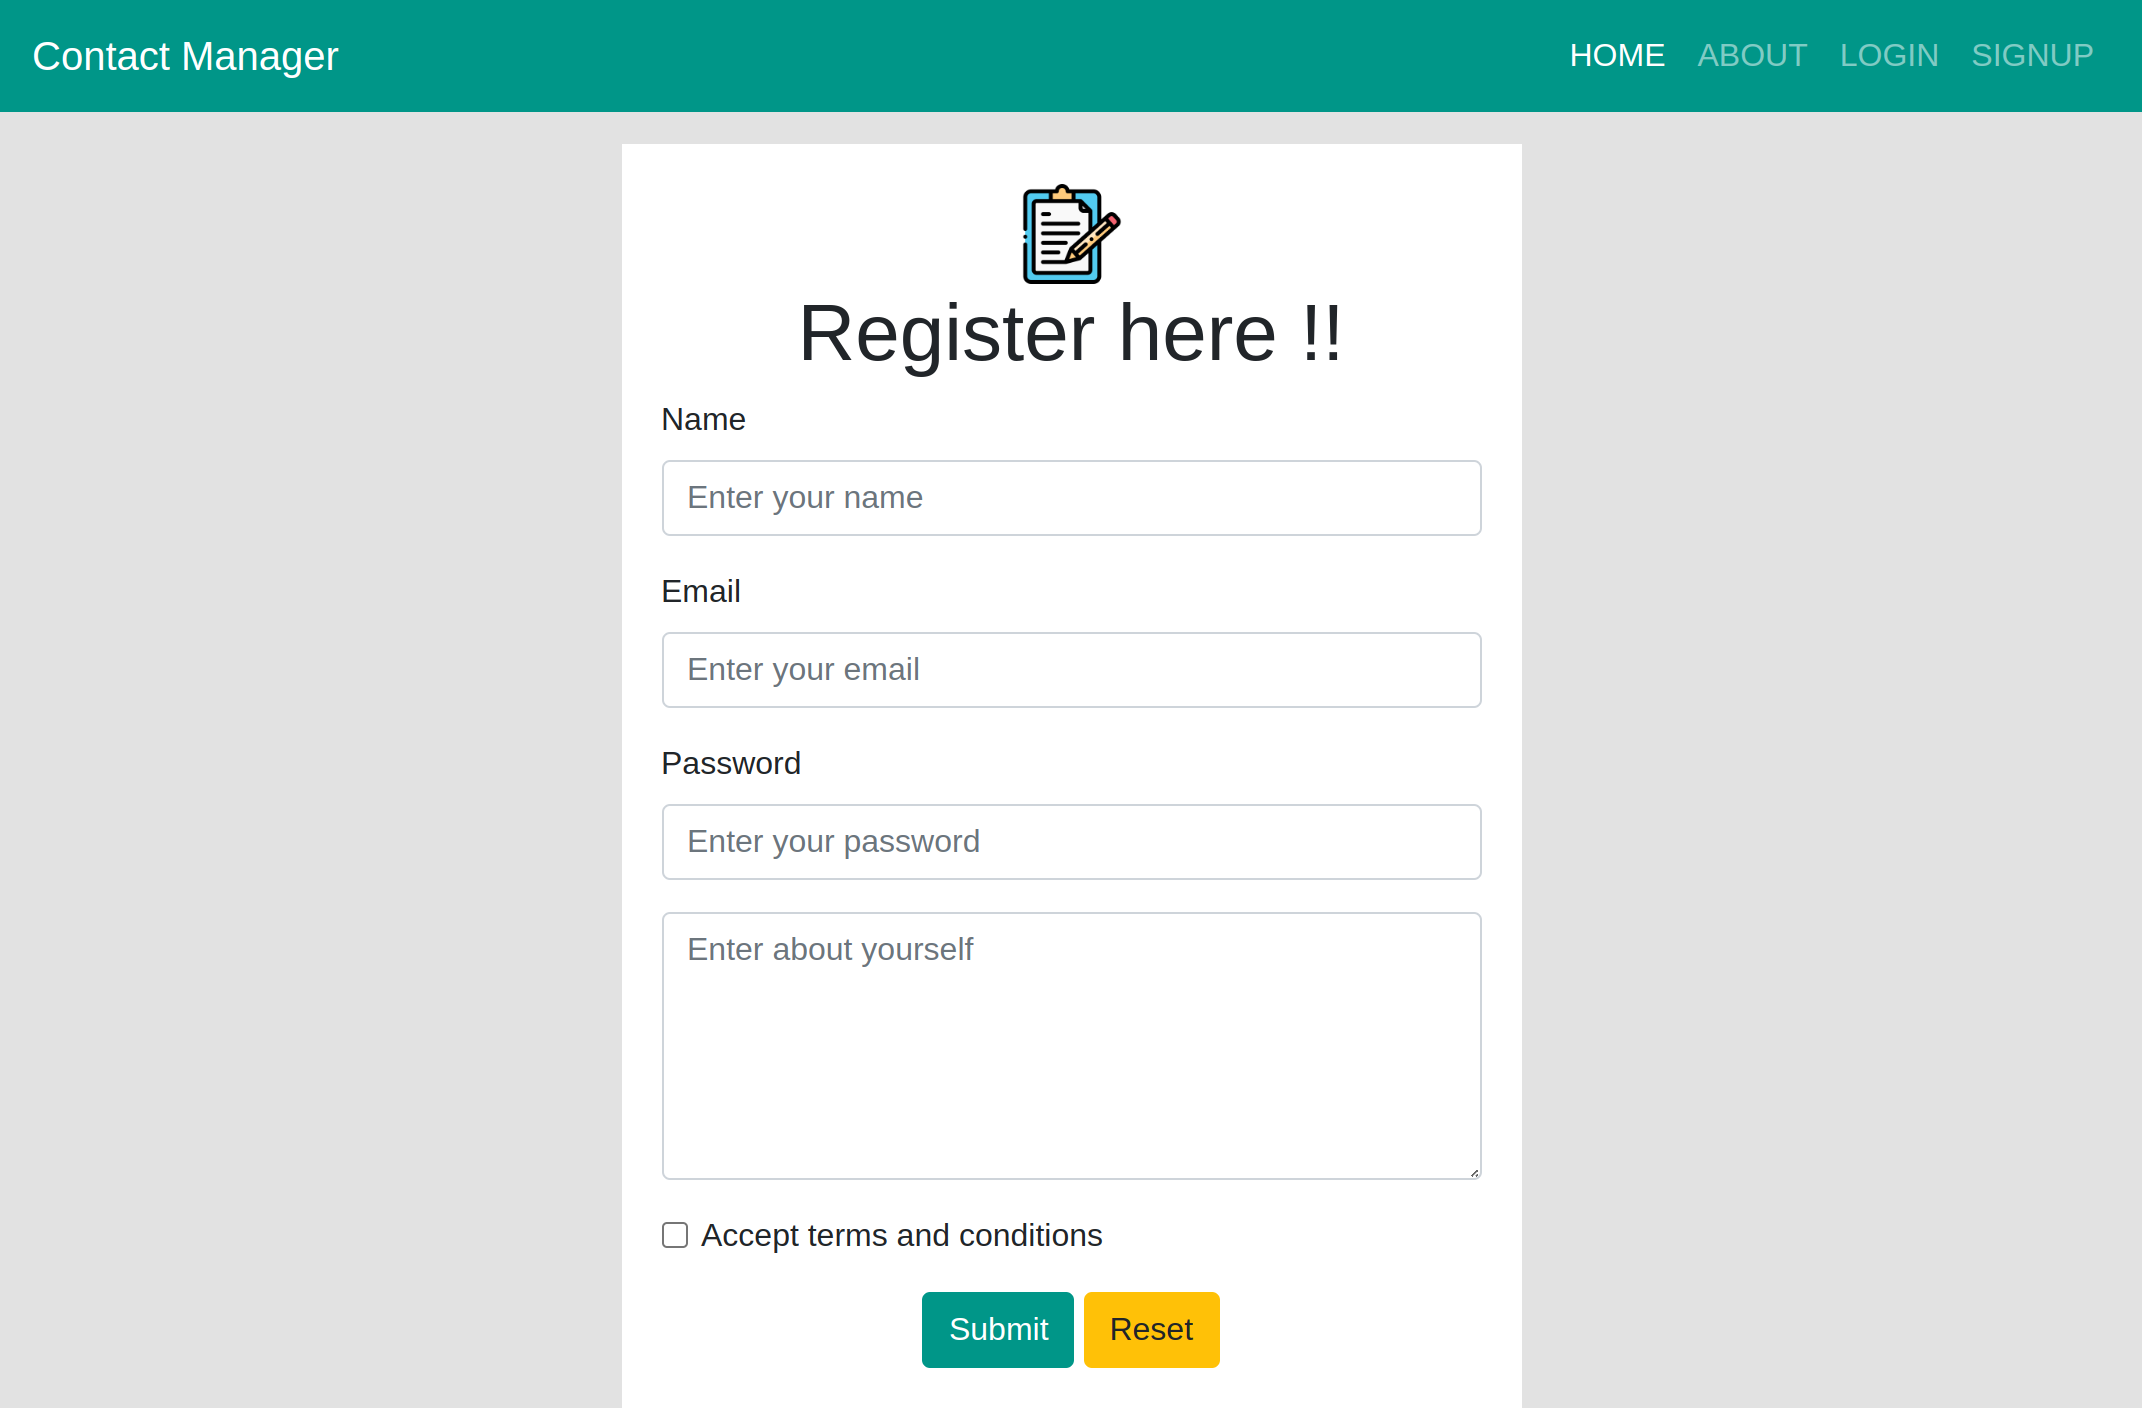 Contact Manager
HOME ABOUT LOGIN SIGNUP
Register here !!
Name
Enter your name
Email
Enter your email
Password
Enter your password
Enter about yourself
Accept terms and conditions
Submit Reset